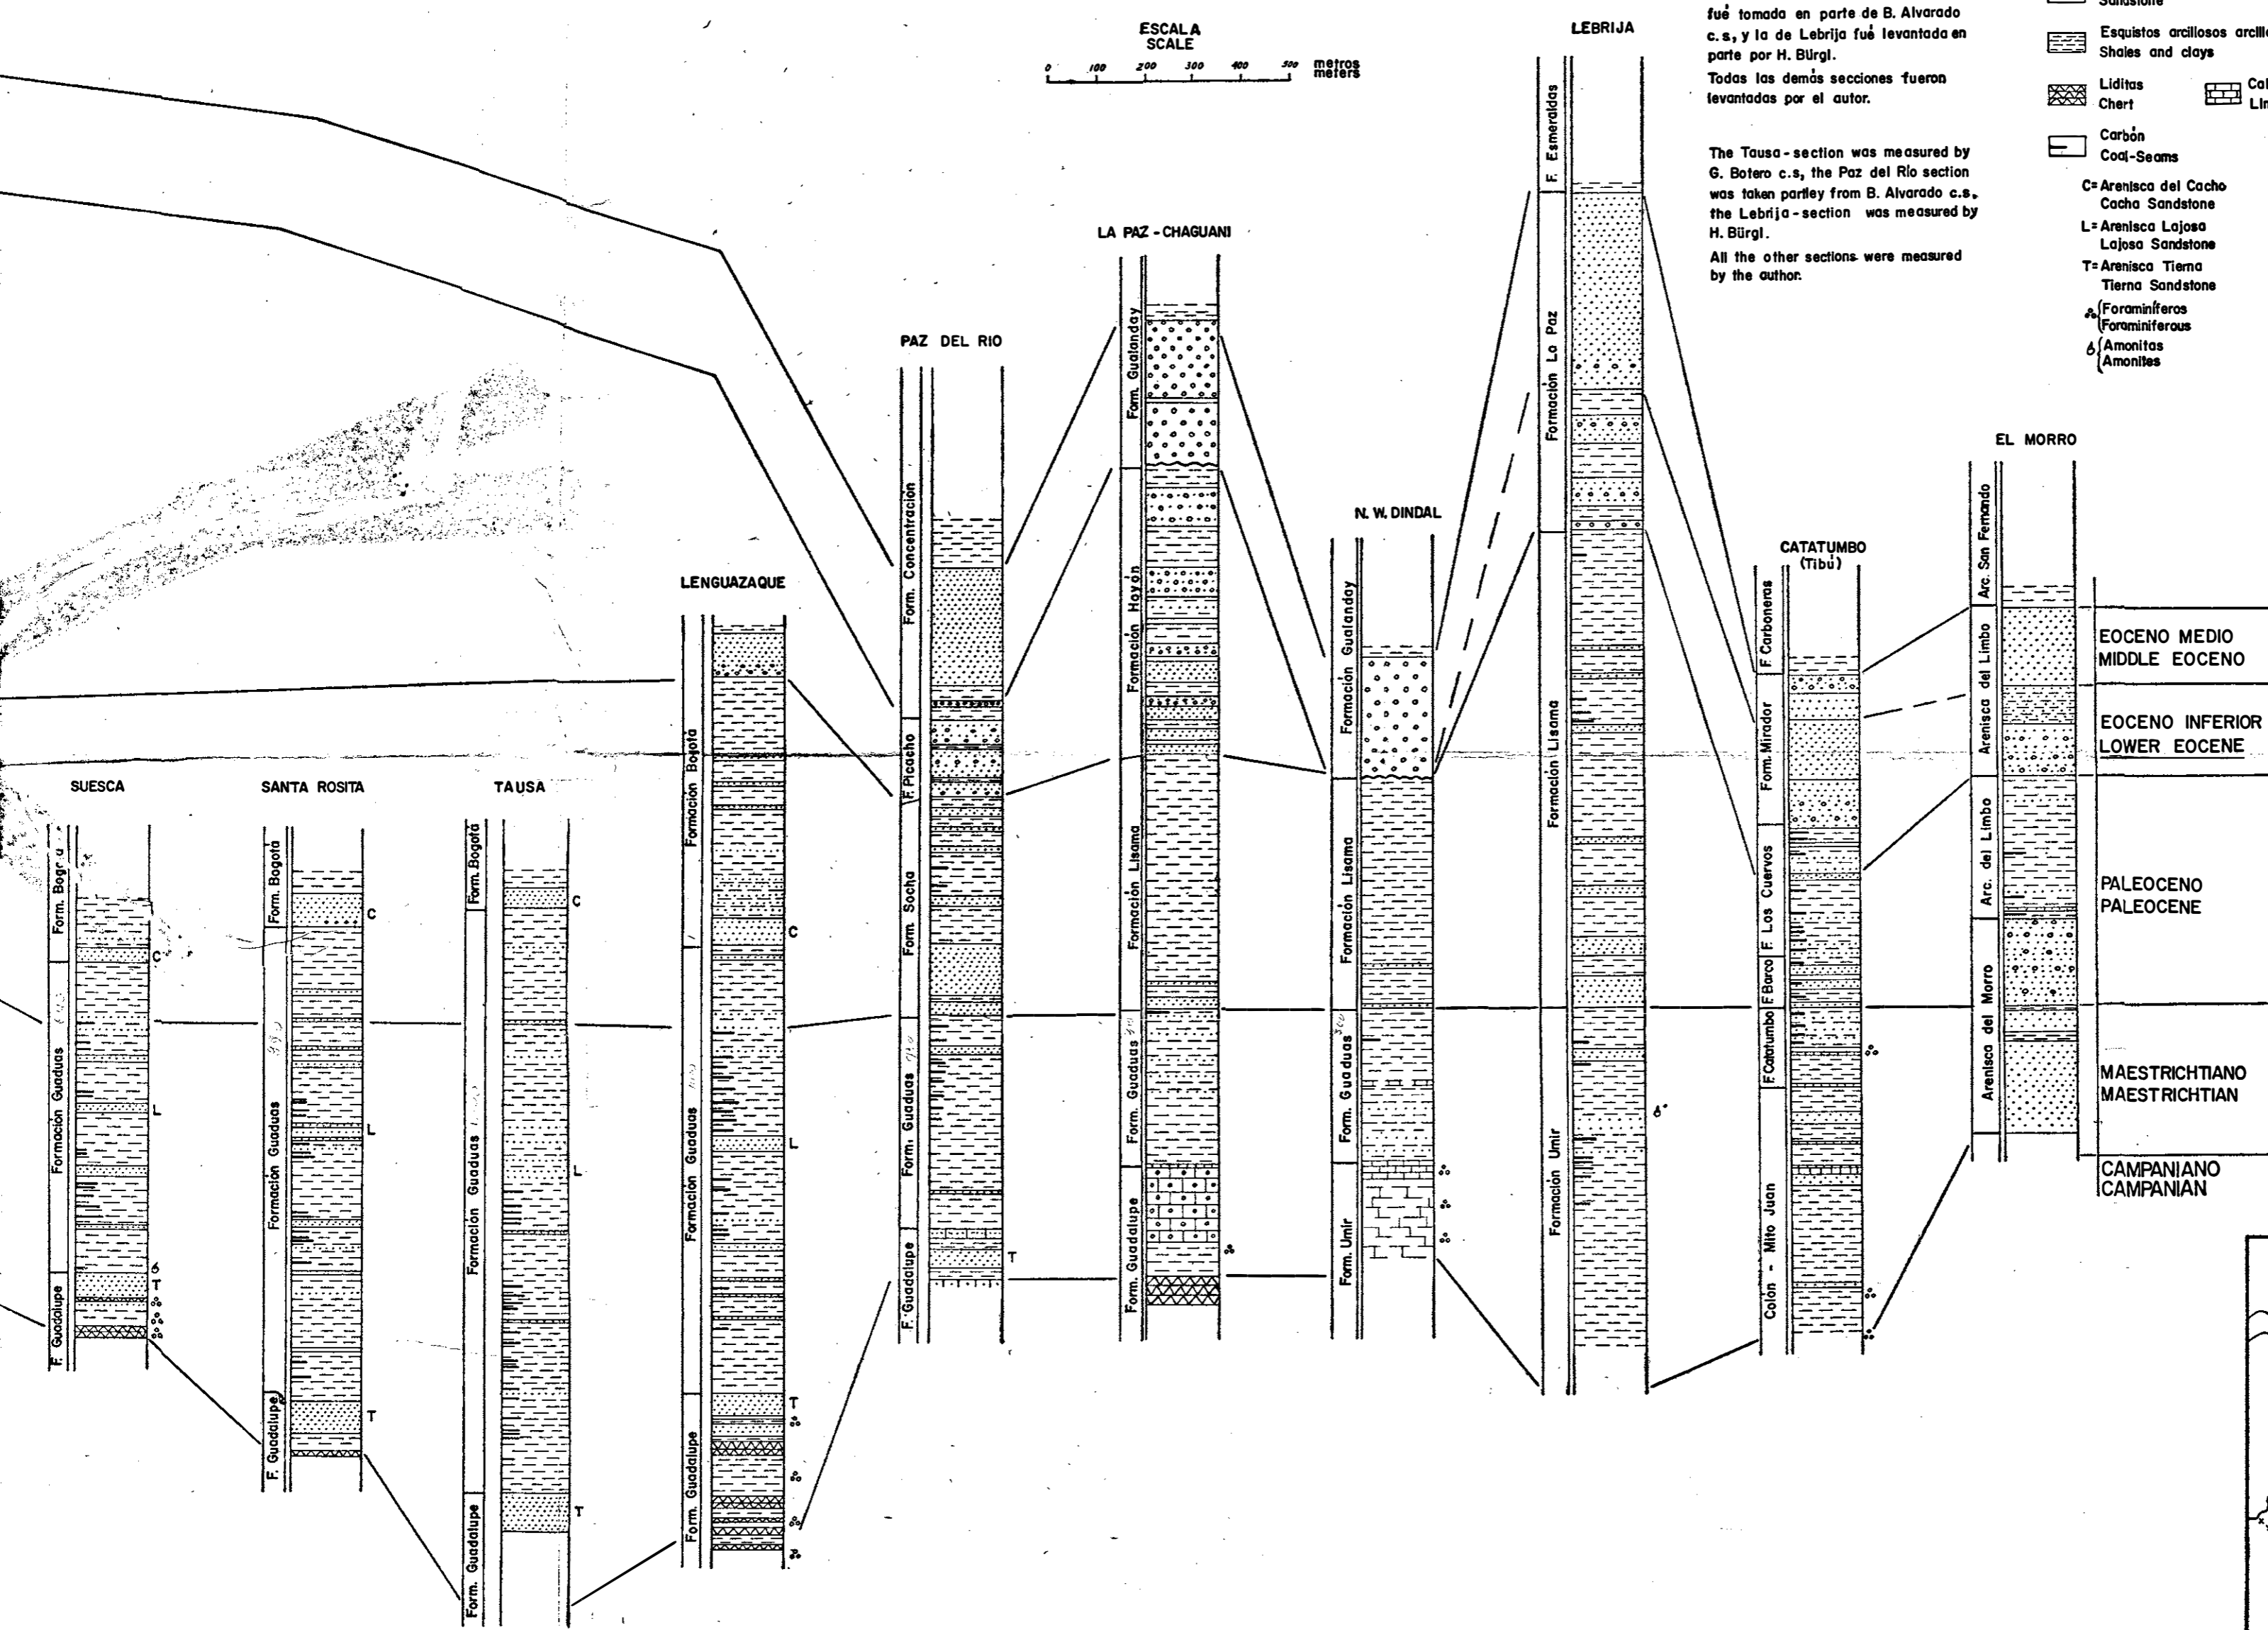 ESCALA
SCALE
0 100 200 300 400 500 metros
meters
LEBRIJA
fué tomada en parte de B. Alvarado
c.s, y la de Lebrija fué levantada en
parte por H. Bürgl.
Todas las demás secciones fueron
levantadas por el autor.
The Tausa-section was measured by
G. Botero c.s, the Paz del Río section
was taken partley from B. Alvarado c.s.,
the Lebrija-section was measured by
H. Bürgl.
All the other sections were measured
by the author.
Sandstone
Esquistos arcillosos
Shales and clays
Liditas
Chert
Carbón
Coal-Seams
C=Arenisca del Cacho
Cacha Sandstone
L=Arenisca Lajosa
Lajosa Sandstone
T=Arenisca Tierna
Tierna Sandstone
Foraminíferos
Foraminiferous
Amonitas
Amonites
LA PAZ-CHAGUANI
PAZ DEL RIO
N.W. DINDAL
EL MORRO
CATATUMBO
(Tibú)
LENGUAZAQUE
SUESCA
SANTA ROSITA
TAUSA
Formación Guaduas
F. Guadalupe
C
L
T
Form. Bogotá
Formación Guaduas
F. Guadalupe
C
L
T
Form. Bogotá
Formación Guaduas
Form. Guadalupe
C
L
T
Formación Bogotá
Formación Guaduas
Form. Guadalupe
C
L
T
Form. Concentración
F. Picacho
Form. Socha
Form. Guaduas
F. Guadalupe
T
Form. Gualanday
Formación Hoyón
Formación Lisama
Form. Guaduas
Form. Guadalupe
Formación Gualanday
Formación Lisama
Form. Guaduas
Form. Umir
F. Esmeraldas
Formación La Paz
Formación Lisama
Formación Umir
F. Carboneras
Form. Mirador
F. Los Cuervos
F. Barco
F. Catatumbo
Colón - Mito Juan
Arc. San Fernando
Arenisca del Limbo
Arc. del Limbo
Arenisca del Morro
EOCENO MEDIO
MIDDLE EOCENO
EOCENO INFERIOR
LOWER EOCENE
PALEOCENO
PALEOCENE
MAESTRICHTIANO
MAESTRICHTIAN
CAMPANIANO
CAMPANIAN